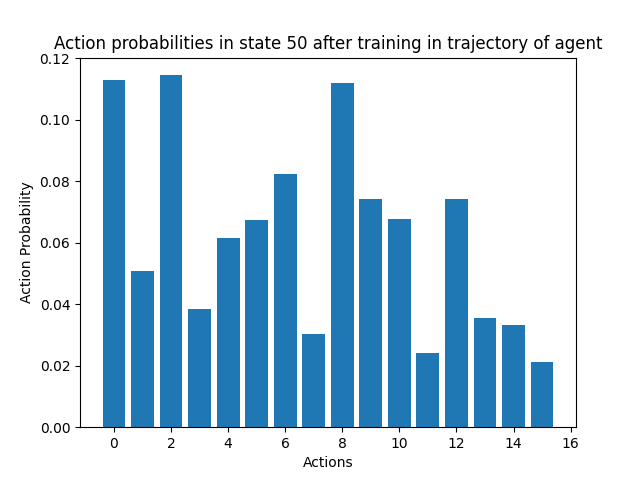 Action probabilities in state 50 after training in trajectory of agent
0.12
0.10
0.08
0.06
0.04
0.02
0.00
Action Probability
0 2 4 6 8 10 12 14 16
Actions